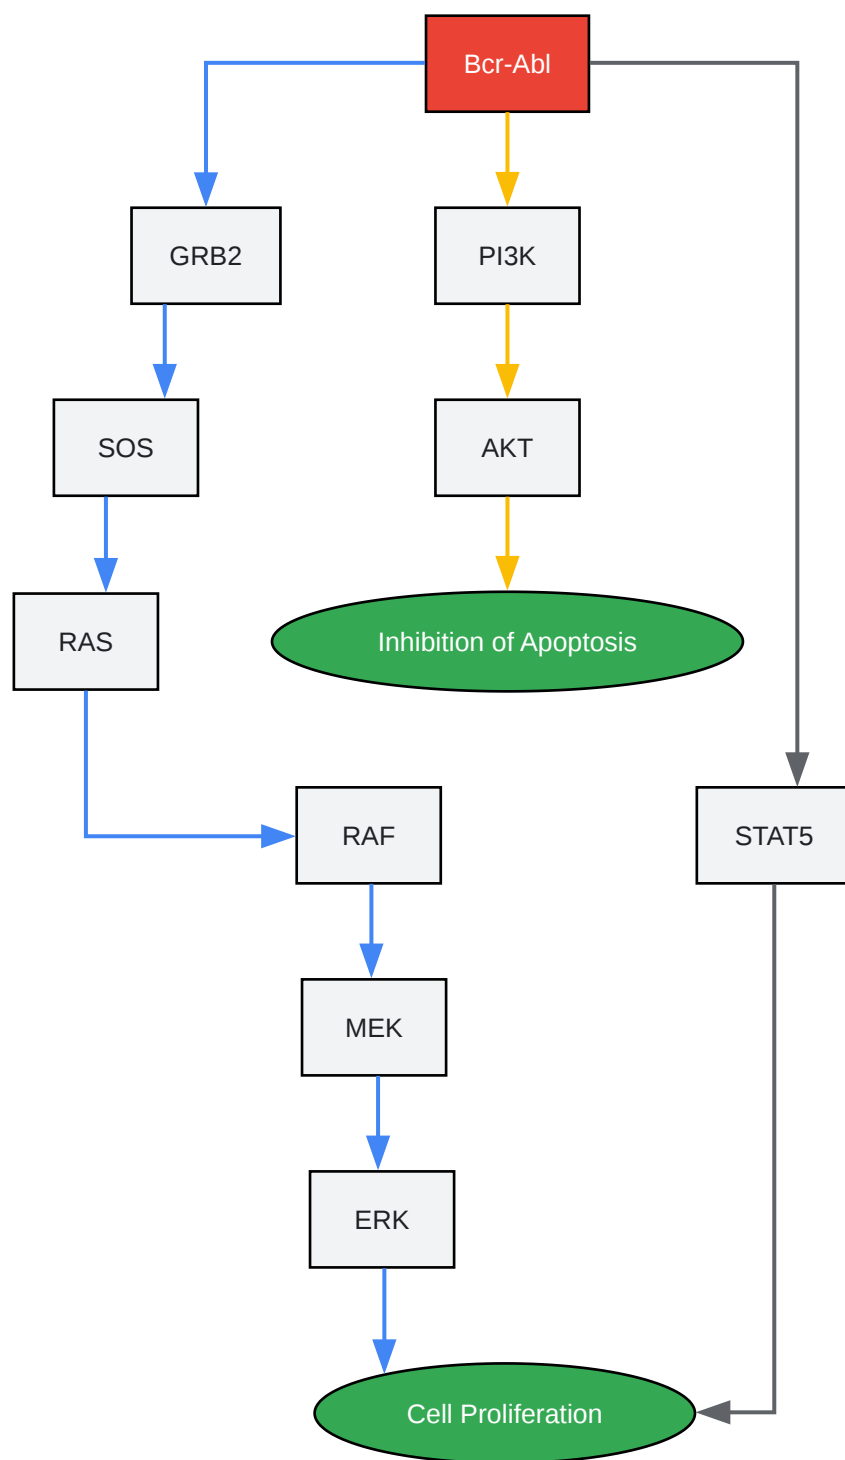 Bcr-Abl
GRB2
PI3K
SOS
AKT
RAS
Inhibition of Apoptosis
RAF
STAT5
MEK
ERK
Cell Proliferation